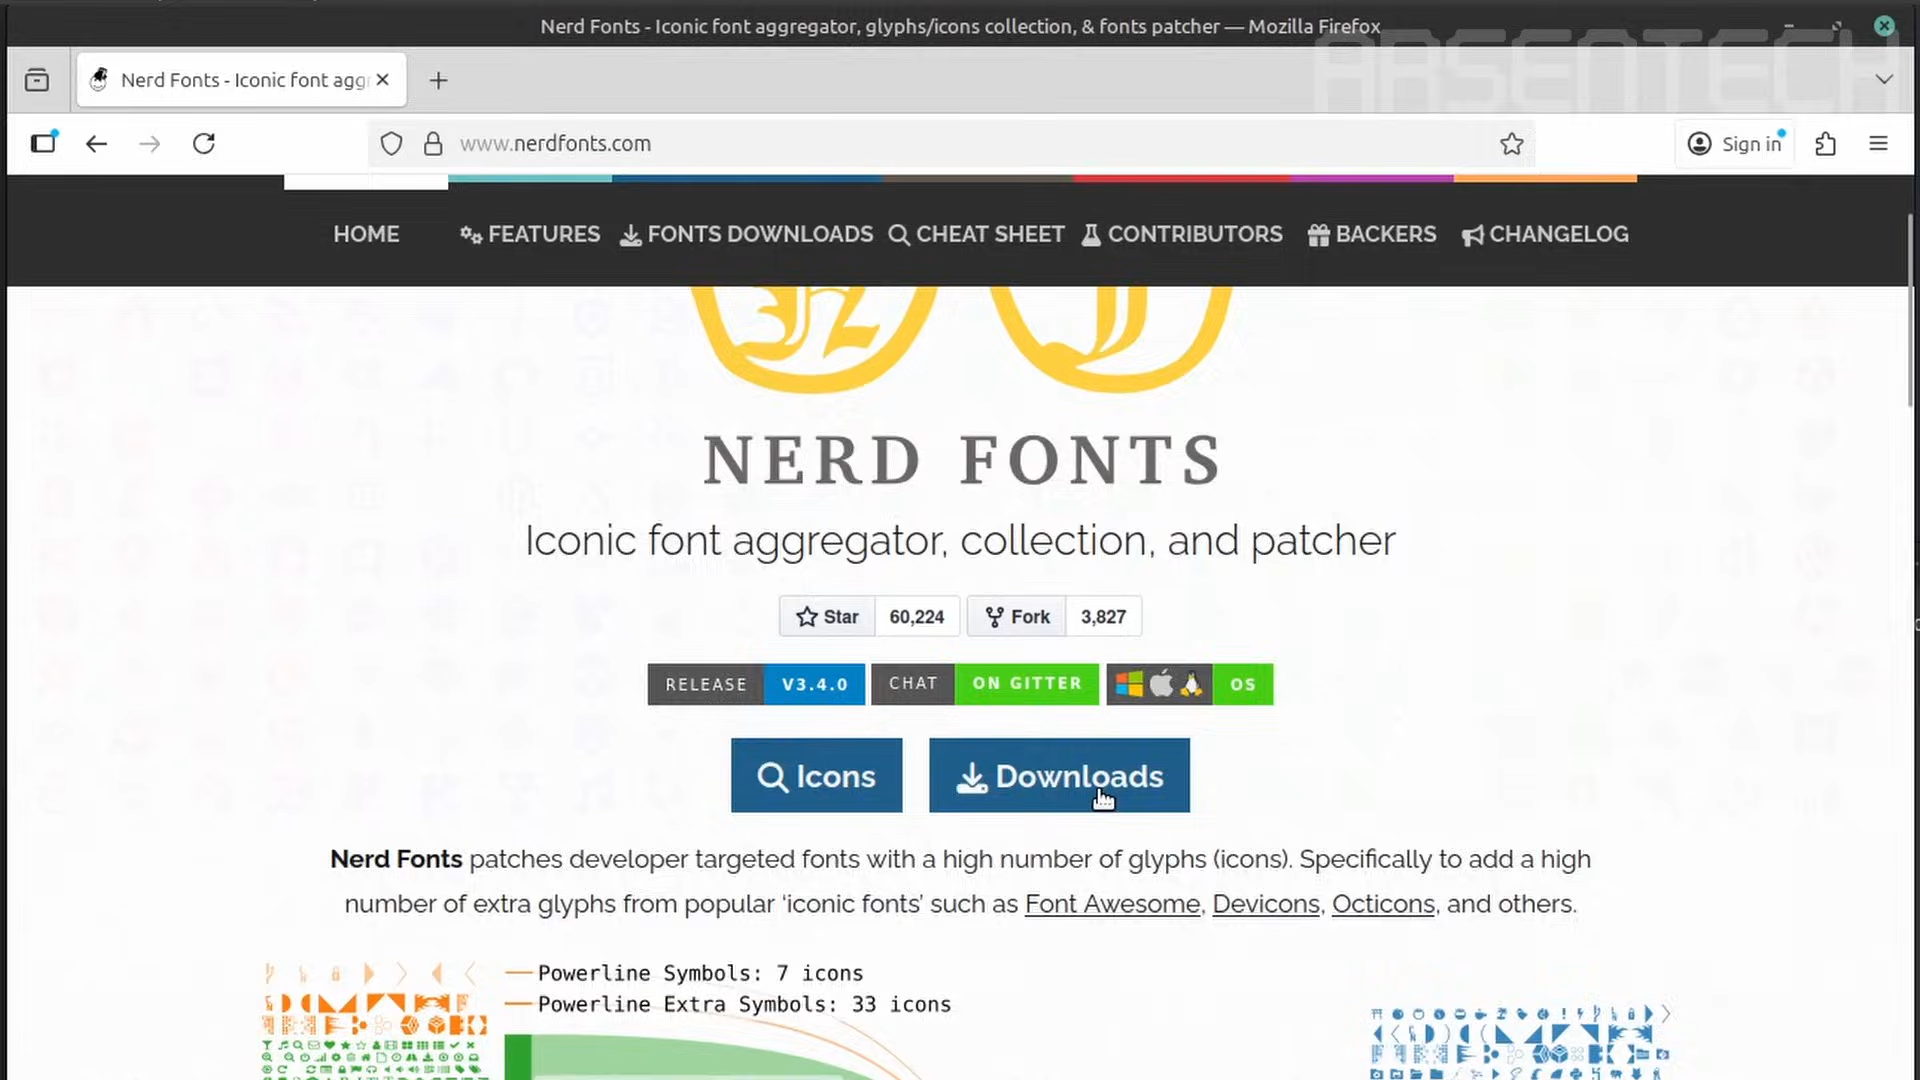 Nerd Fonts - Iconic font aggregator, glyphs/icons collection, & fonts patcher — Mozilla Firefox
ARSENTECH
Nerd Fonts - Iconic font agg
www.nerdfonts.com
Sign in
HOME FEATURES FONTS DOWNLOADS CHEAT SHEET CONTRIBUTORS BACKERS CHANGELOG
NERD FONTS
Iconic font aggregator, collection, and patcher
Star 60,224 Fork 3,827
RELEASE V3.4.0 CHAT ON GITTER OS
Icons Downloads
Nerd Fonts patches developer targeted fonts with a high number of glyphs (icons). Specifically to add a high
number of extra glyphs from popular ‘iconic fonts’ such as Font Awesome, Devicons, Octicons, and others.
Powerline Symbols: 7 icons
Powerline Extra Symbols: 33 icons